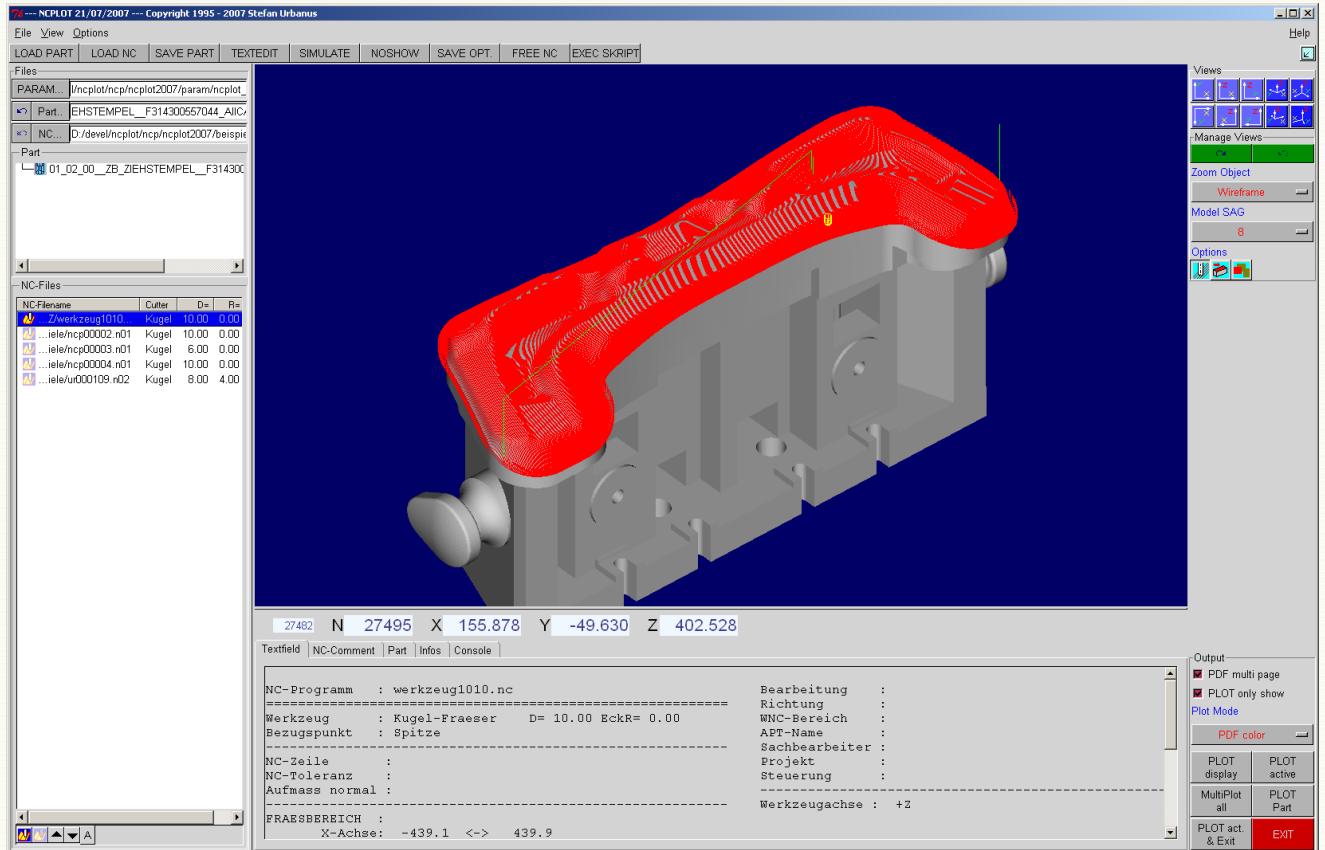 --- NCPLOT 21/07/2007 --- Copyright 1995 - 2007 Stefan Urbanus
File View Options Help
LOAD PART LOAD NC SAVE PART TEXTEDIT SIMULATE NOSHOW SAVE OPT. FREE NC EXEC SKRIPT
Files
PARAM... l/ncplot/ncp/ncplot2007/param/ncplot_
Part.. EHSTEMPEL__F314300557044_AllCA
NC... D:/devel/ncplot/ncp/ncplot2007/beispie
Part
01_02_00__ZB_ZIEHSTEMPEL__F314300
NC-Files
NC-Filename Cutter D= R=
...Z/werkzeug1010... Kugel 10.00 0.00
...iele/ncp00002.n01 Kugel 10.00 0.00
...iele/ncp00003.n01 Kugel 6.00 0.00
...iele/ncp00004.n01 Kugel 10.00 0.00
...iele/ur000109.n02 Kugel 8.00 4.00
A
27482 N 27495 X 155.878 Y -49.630 Z 402.528
Textfield NC-Comment Part Infos Console
NC-Programm : werkzeug1010.nc
==========================================================
Werkzeug : Kugel-Fraeser D= 10.00 EckR= 0.00
Bezugspunkt : Spitze
----------------------------------------------------------
NC-Zeile :
NC-Toleranz :
Aufmass normal :
----------------------------------------------------------
FRAESBEREICH :
X-Achse: -439.1 <-> 439.9
Bearbeitung :
Richtung :
WNC-Bereich :
APT-Name :
Sachbearbeiter :
Projekt :
Steuerung :
---------------------------------------------------
Werkzeugachse : +Z
Views
Manage Views
Zoom Object
Wireframe
Model SAG
8
Options
Output
PDF multi page
PLOT only show
Plot Mode
PDF color
PLOT display
PLOT active
MultiPlot all
PLOT Part
PLOT act. & Exit
EXIT